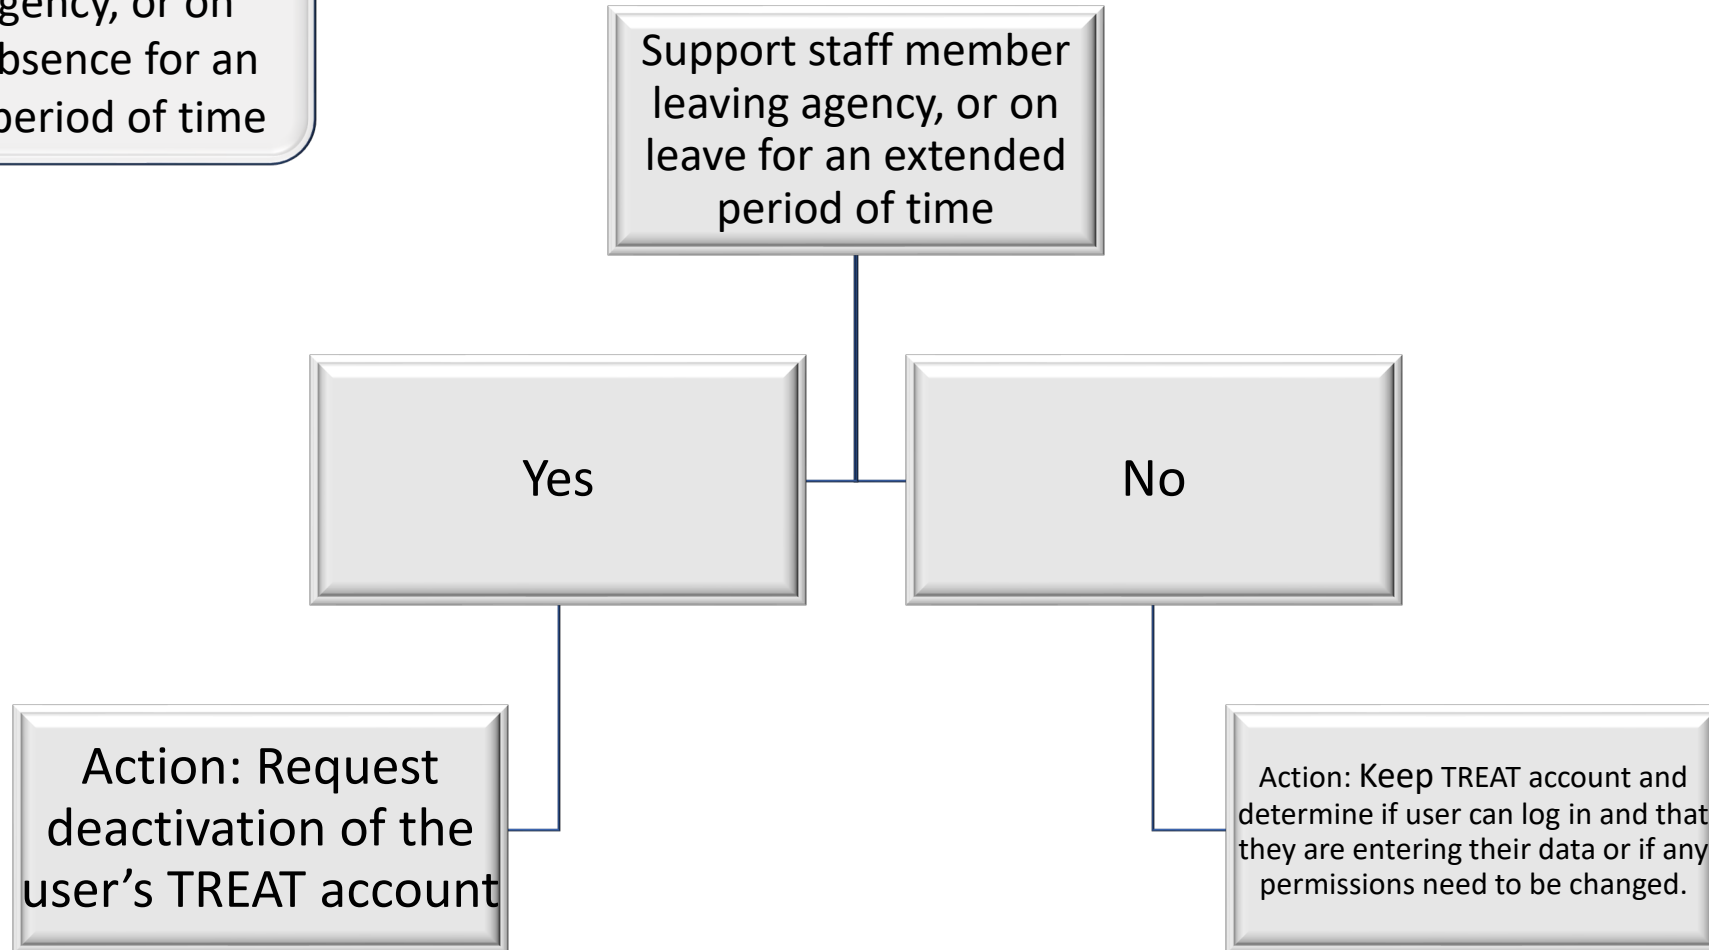 or on
for an
period of time
Support staff member
leaving agency, or on
leave for an extended
period of time
Yes
No
Action: Request
deactivation of the
user’s TREAT account
Action: Keep TREAT account and
determine if user can log in and that
they are entering their data or if any
permissions need to be changed.